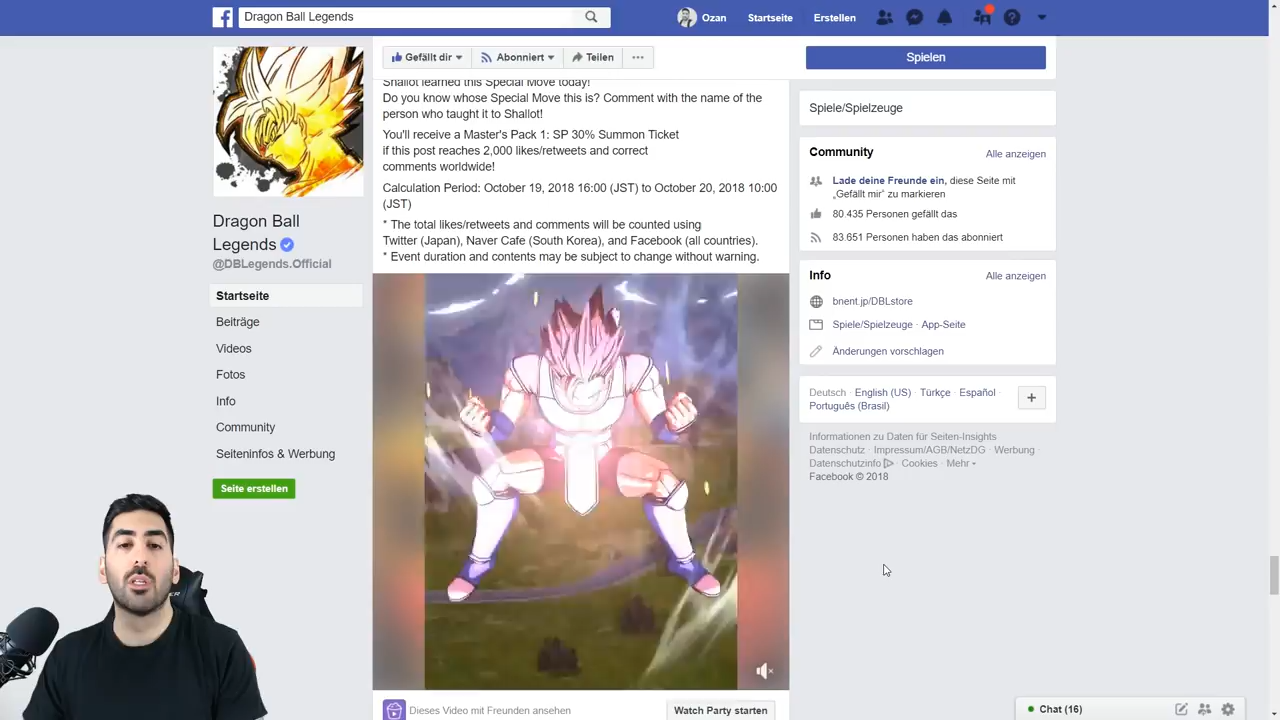 Dragon Ball Legends
Ozan
Startseite
Erstellen
Gefällt dir
Abonniert
Teilen
Spielen
Dragon Ball
Legends
@DBLegends.Official
Startseite
Beiträge
Videos
Fotos
Info
Community
Seiteninfos & Werbung
Seite erstellen
Shallot learned this Special Move today!
Do you know whose Special Move this is? Comment with the name of the
person who taught it to Shallot!
You'll receive a Master's Pack 1: SP 30% Summon Ticket
if this post reaches 2,000 likes/retweets and correct
comments worldwide!
Calculation Period: October 19, 2018 16:00 (JST) to October 20, 2018 10:00
(JST)
* The total likes/retweets and comments will be counted using
Twitter (Japan), Naver Cafe (South Korea), and Facebook (all countries).
* Event duration and contents may be subject to change without warning.
Dieses Video mit Freunden ansehen
Watch Party starten
Spiele/Spielzeuge
Community
Alle anzeigen
Lade deine Freunde ein, diese Seite mit
„Gefällt mir“ zu markieren
80.435 Personen gefällt das
83.651 Personen haben das abonniert
Info
Alle anzeigen
bnent.jp/DBLstore
Spiele/Spielzeuge · App-Seite
Änderungen vorschlagen
Deutsch · English (US) · Türkçe · Español ·
Português (Brasil)
Informationen zu Daten für Seiten-Insights
Datenschutz · Impressum/AGB/NetzDG · Werbung ·
Datenschutzinfo · Cookies · Mehr
Facebook © 2018
Chat (16)